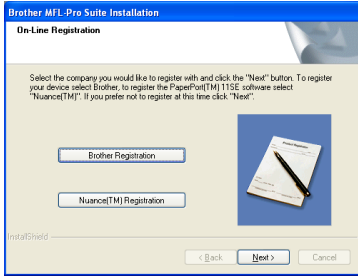 Brother MFL-Pro Suite Installation
On-Line Registration
Select the company you would like to register with and click the "Next" button. To register
your device select Brother, to register the PaperPort(TM) 11SE software select
"Nuance(TM)". If you prefer not to register at this time click "Next".
Product Registration
Brother Registration
Nuance(TM) Registration
InstallShield
< Back
Next >
Cancel